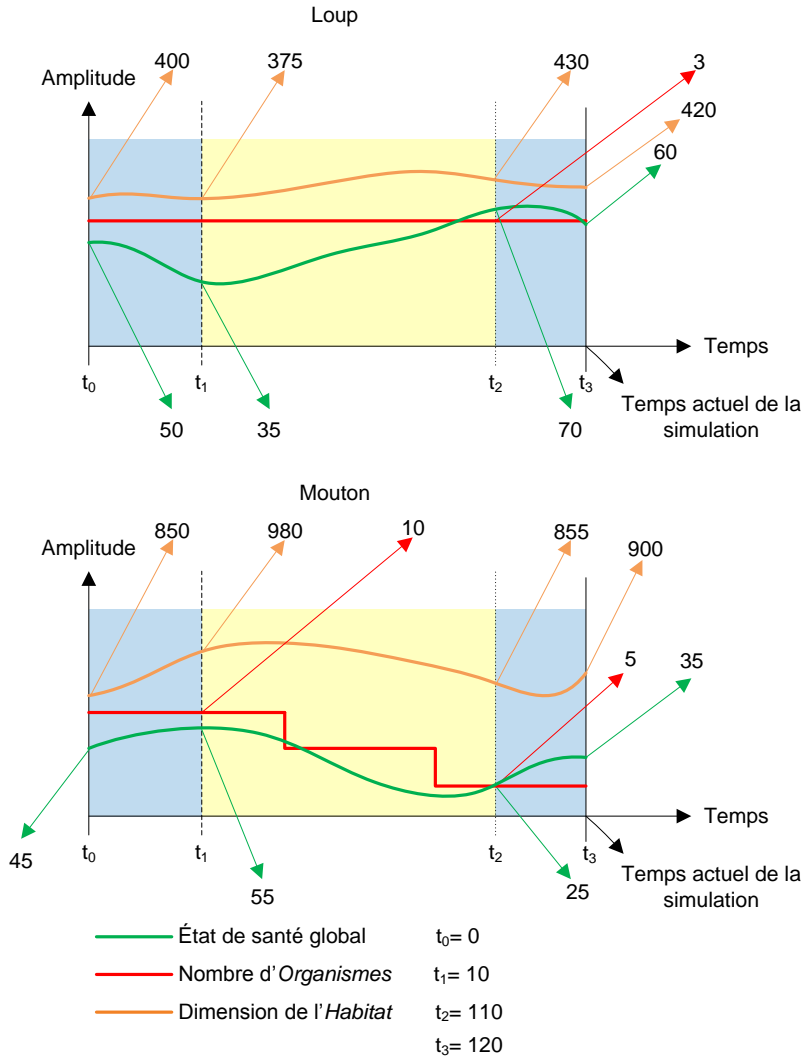 Loup
Amplitude
400
375
430
3
420
60
Temps
t0
t1
t2
t3
50
35
70
Temps actuel de la
simulation
Mouton
Amplitude
850
980
10
855
900
5
35
Temps
45
t0
t1
t2
t3
55
25
Temps actuel de la
simulation
État de santé global
t0= 0
Nombre d'Organismes
t1= 10
Dimension de l'Habitat
t2= 110
t3= 120